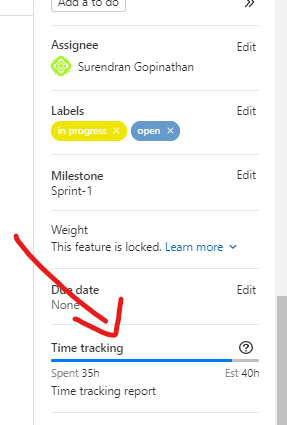 Add a to do
Assignee Edit
Surendran Gopinathan
Labels Edit
in progress × open ×
Milestone Edit
Sprint-1
Weight
This feature is locked. Learn more
Due date Edit
None
Time tracking
Spent 35h Est 40h
Time tracking report